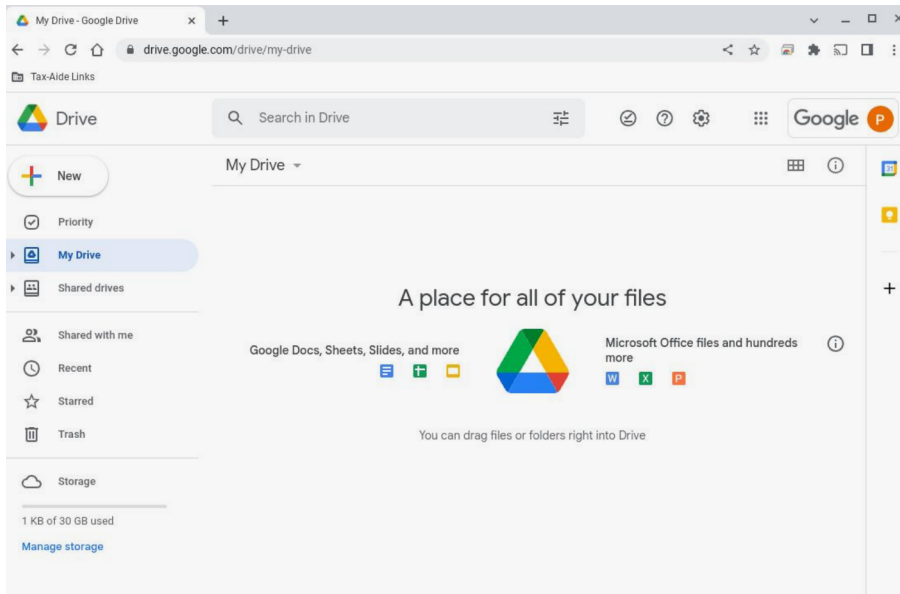 My Drive - Google Drive
drive.google.com/drive/my-drive
Tax-Aide Links
Drive
Search in Drive
Google P
New
My Drive
Priority
My Drive
Shared drives
Shared with me
Recent
Starred
Trash
Storage
1 KB of 30 GB used
Manage storage
A place for all of your files
Google Docs, Sheets, Slides, and more
Microsoft Office files and hundreds
more
W X P
You can drag files or folders right into Drive
31